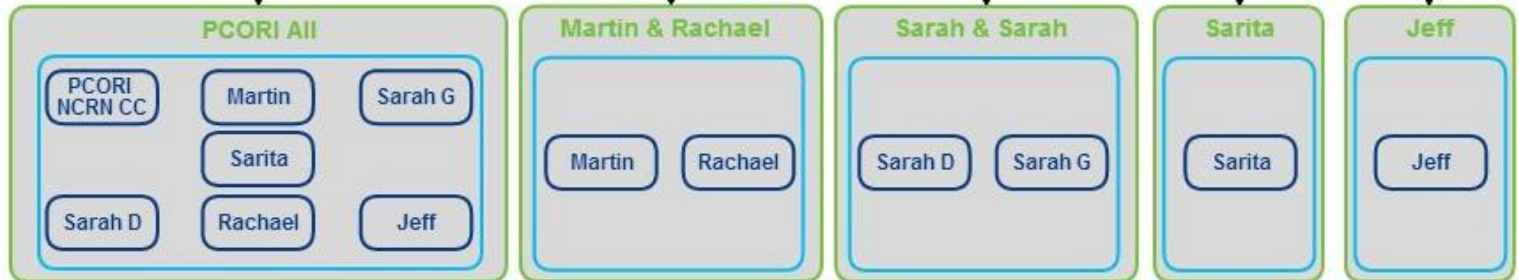 PCORI All
PCORI
NCRN CC
Martin
Sarah G
Sarita
Sarah D
Rachael
Jeff
Martin & Rachael
Martin
Rachael
Sarah & Sarah
Sarah D
Sarah G
Sarita
Sarita
Jeff
Jeff